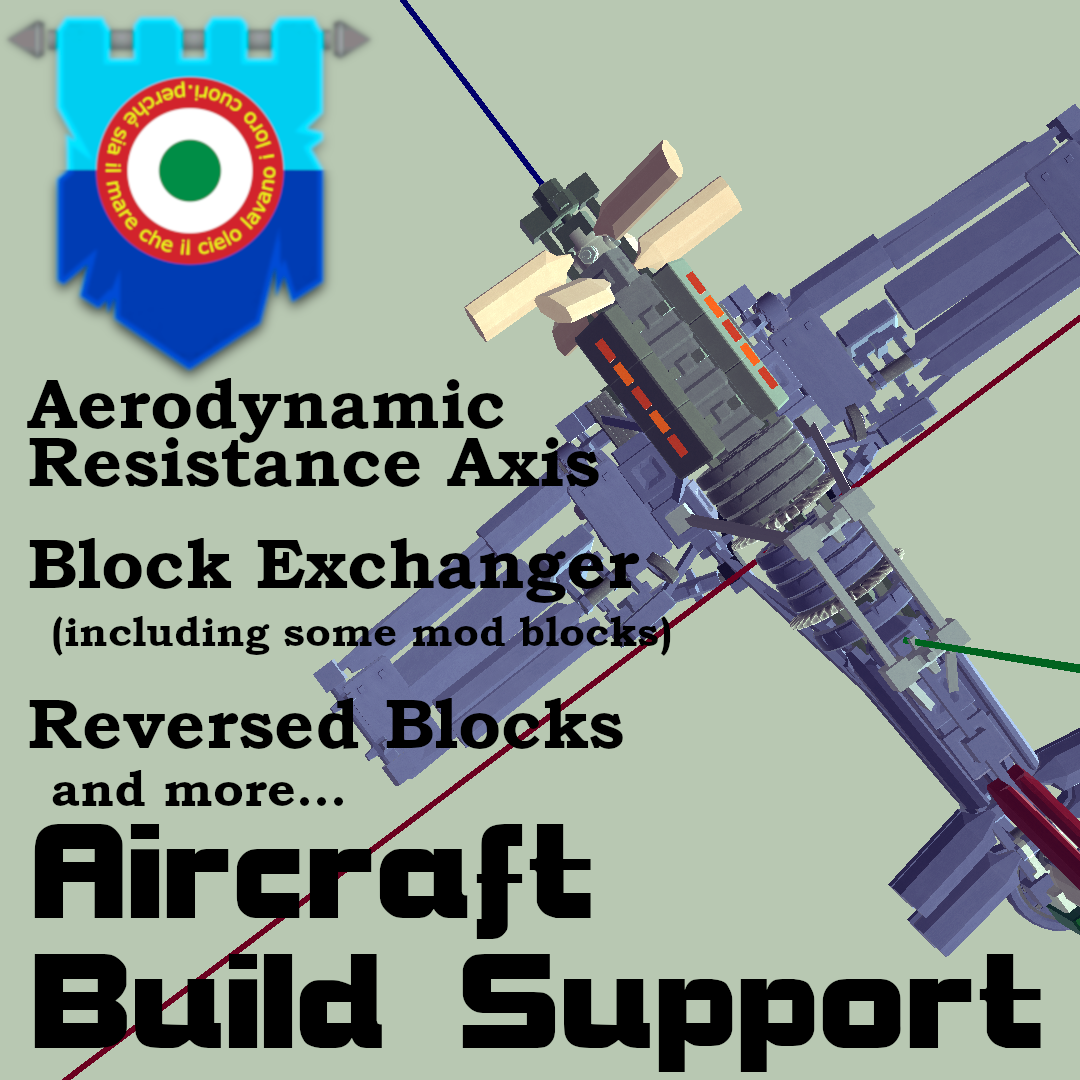 perché sia il mare che il cielo lavano i loro cuori.
Aerodynamic
Resistance Axis
Block Exchanger
(including some mod blocks)
Reversed Blocks
and more...
Aircraft
Build Support